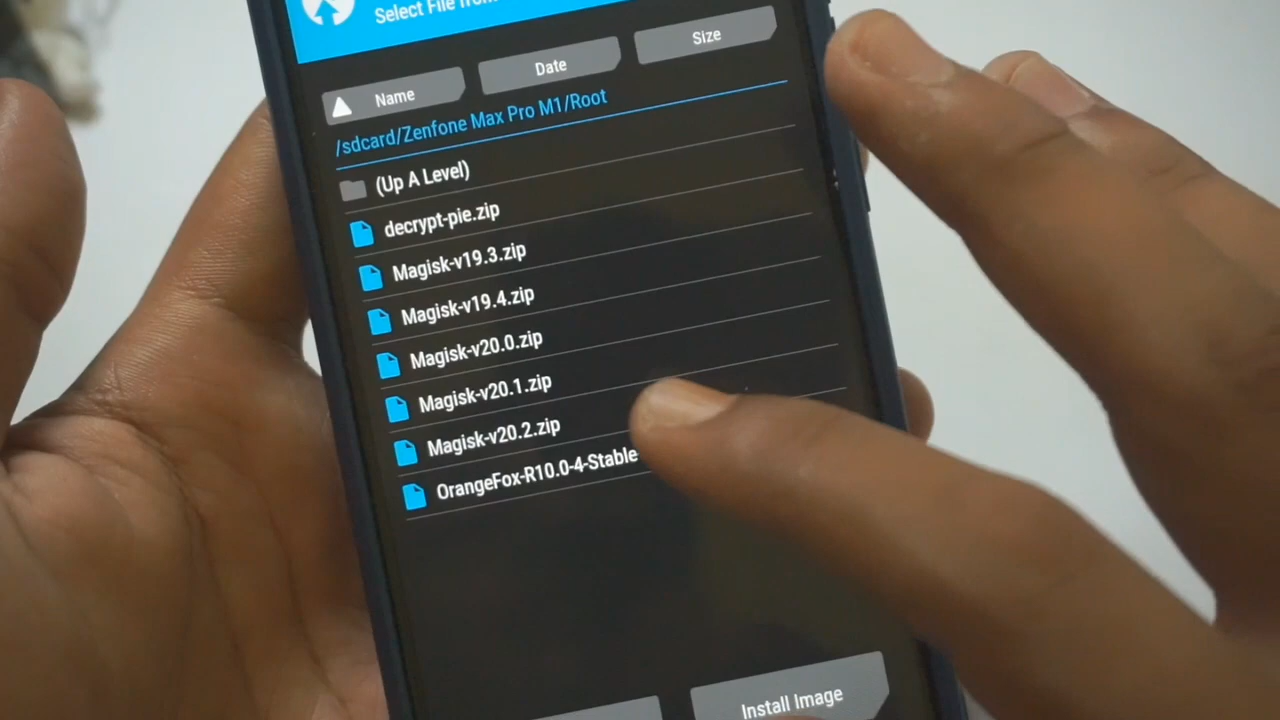 Select File from
Name
Date
Size
/sdcard/Zenfone Max Pro M1/Root
(Up A Level)
decrypt-pie.zip
Magisk-v19.3.zip
Magisk-v19.4.zip
Magisk-v20.0.zip
Magisk-v20.1.zip
Magisk-v20.2.zip
OrangeFox-R10.0-4-Stable
Install Image